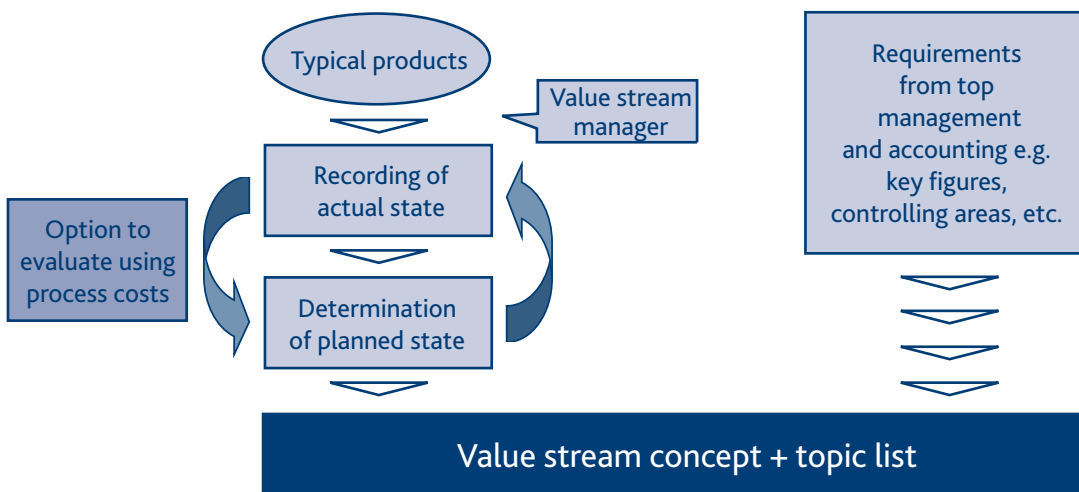 Typical products
Value stream
manager
Recording of
actual state
Option to
evaluate using
process costs
Determination
of planned state
Requirements
from top
management
and accounting e.g.
key figures,
controlling areas, etc.
Value stream concept + topic list